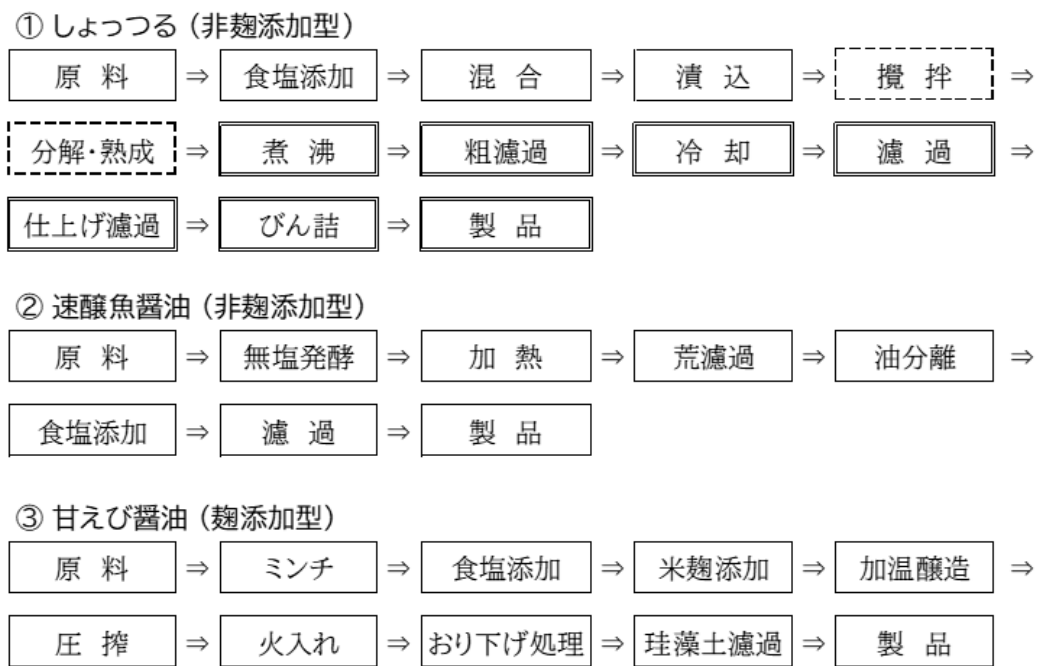 ① しょっつる（非麹添加型）
原 料 ⇒ 食塩添加 ⇒ 混 合 ⇒ 漬 込 ⇒ 攪 拌 ⇒
分解・熟成 ⇒ 煮 沸 ⇒ 粗濾過 ⇒ 冷 却 ⇒ 濾 過 ⇒
仕上げ濾過 ⇒ びん詰 ⇒ 製 品
② 速醸魚醤油（非麹添加型）
原 料 ⇒ 無塩発酵 ⇒ 加 熱 ⇒ 荒濾過 ⇒ 油分離 ⇒
食塩添加 ⇒ 濾 過 ⇒ 製 品
③ 甘えび醤油（麹添加型）
原 料 ⇒ ミンチ ⇒ 食塩添加 ⇒ 米麹添加 ⇒ 加温醸造 ⇒
圧 搾 ⇒ 火入れ ⇒ おり下げ処理 ⇒ 珪藻土濾過 ⇒ 製 品